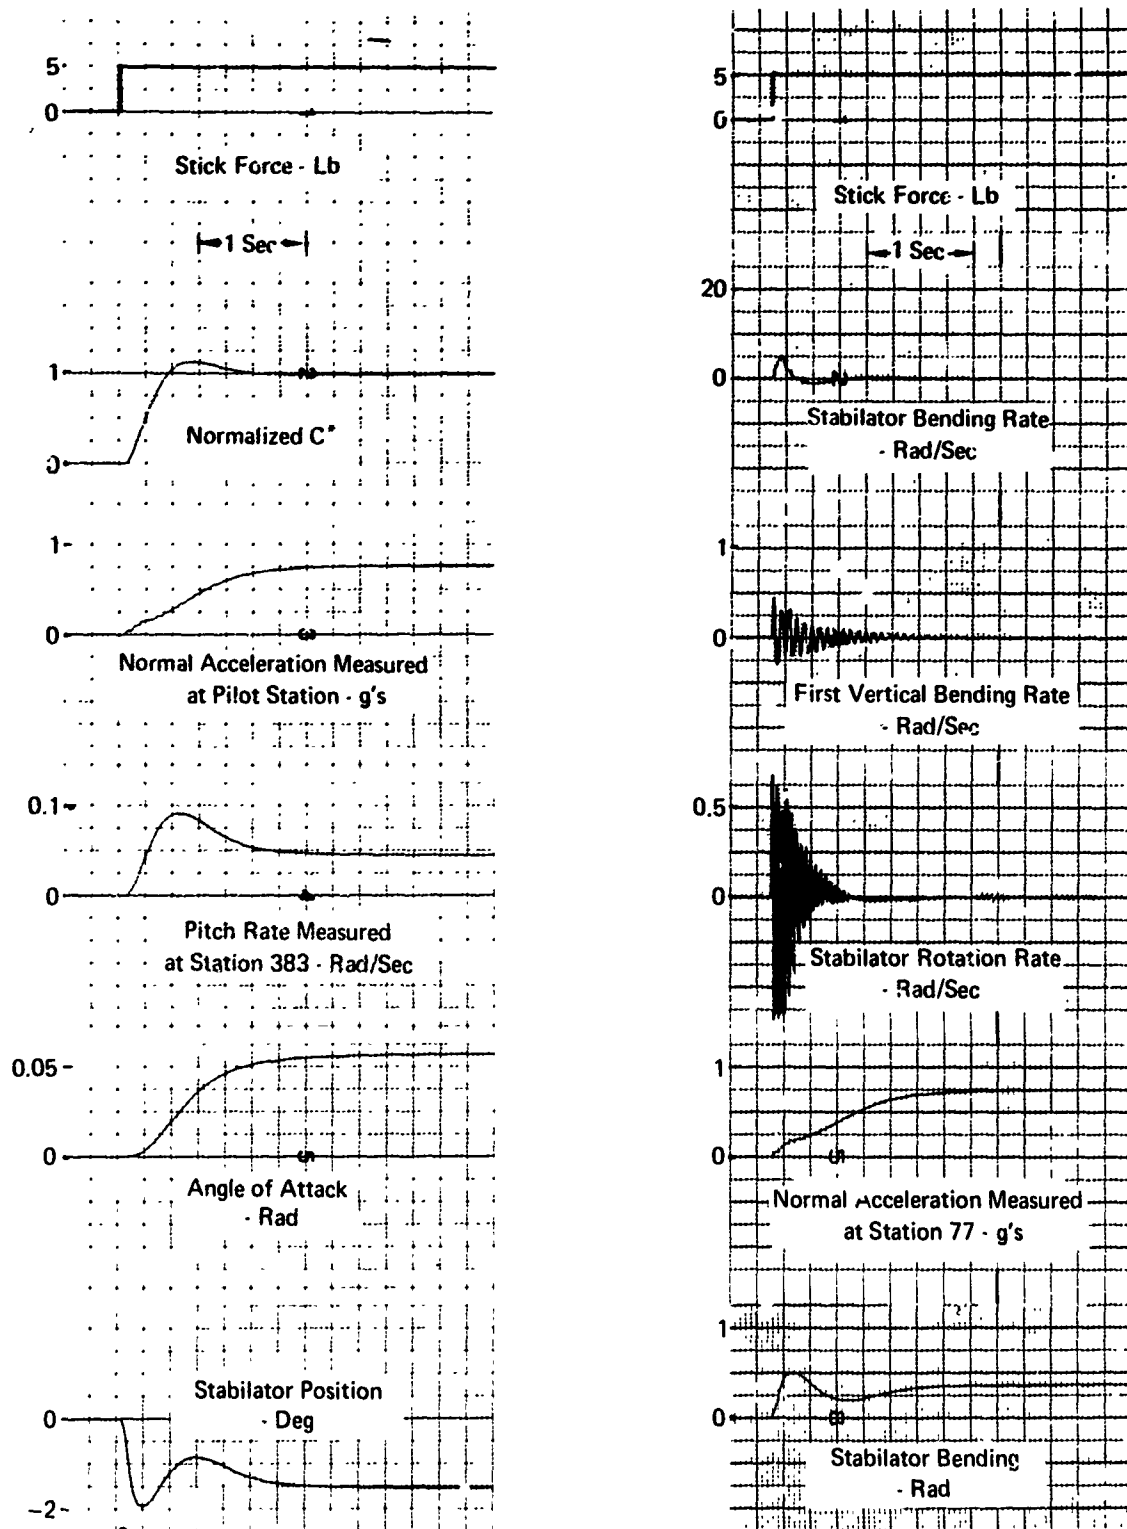 5
0
Stick Force - Lb
1 Sec
1
0
Normalized C*
1
0
Normal Acceleration Measured
at Pilot Station - g's
0.1
0
Pitch Rate Measured
at Station 383 - Rad/Sec
0.05
0
Angle of Attack
- Rad
Stabilator Position
- Deg
0
-2
5
0
Stick Force - Lb
1 Sec
20
0
Stabilator Bending Rate
- Rad/Sec
1
0
First Vertical Bending Rate
- Rad/Sec
0.5
0
Stabilator Rotation Rate
- Rad/Sec
1
0
Normal Acceleration Measured
at Station 77 - g's
1
0
Stabilator Bending
- Rad